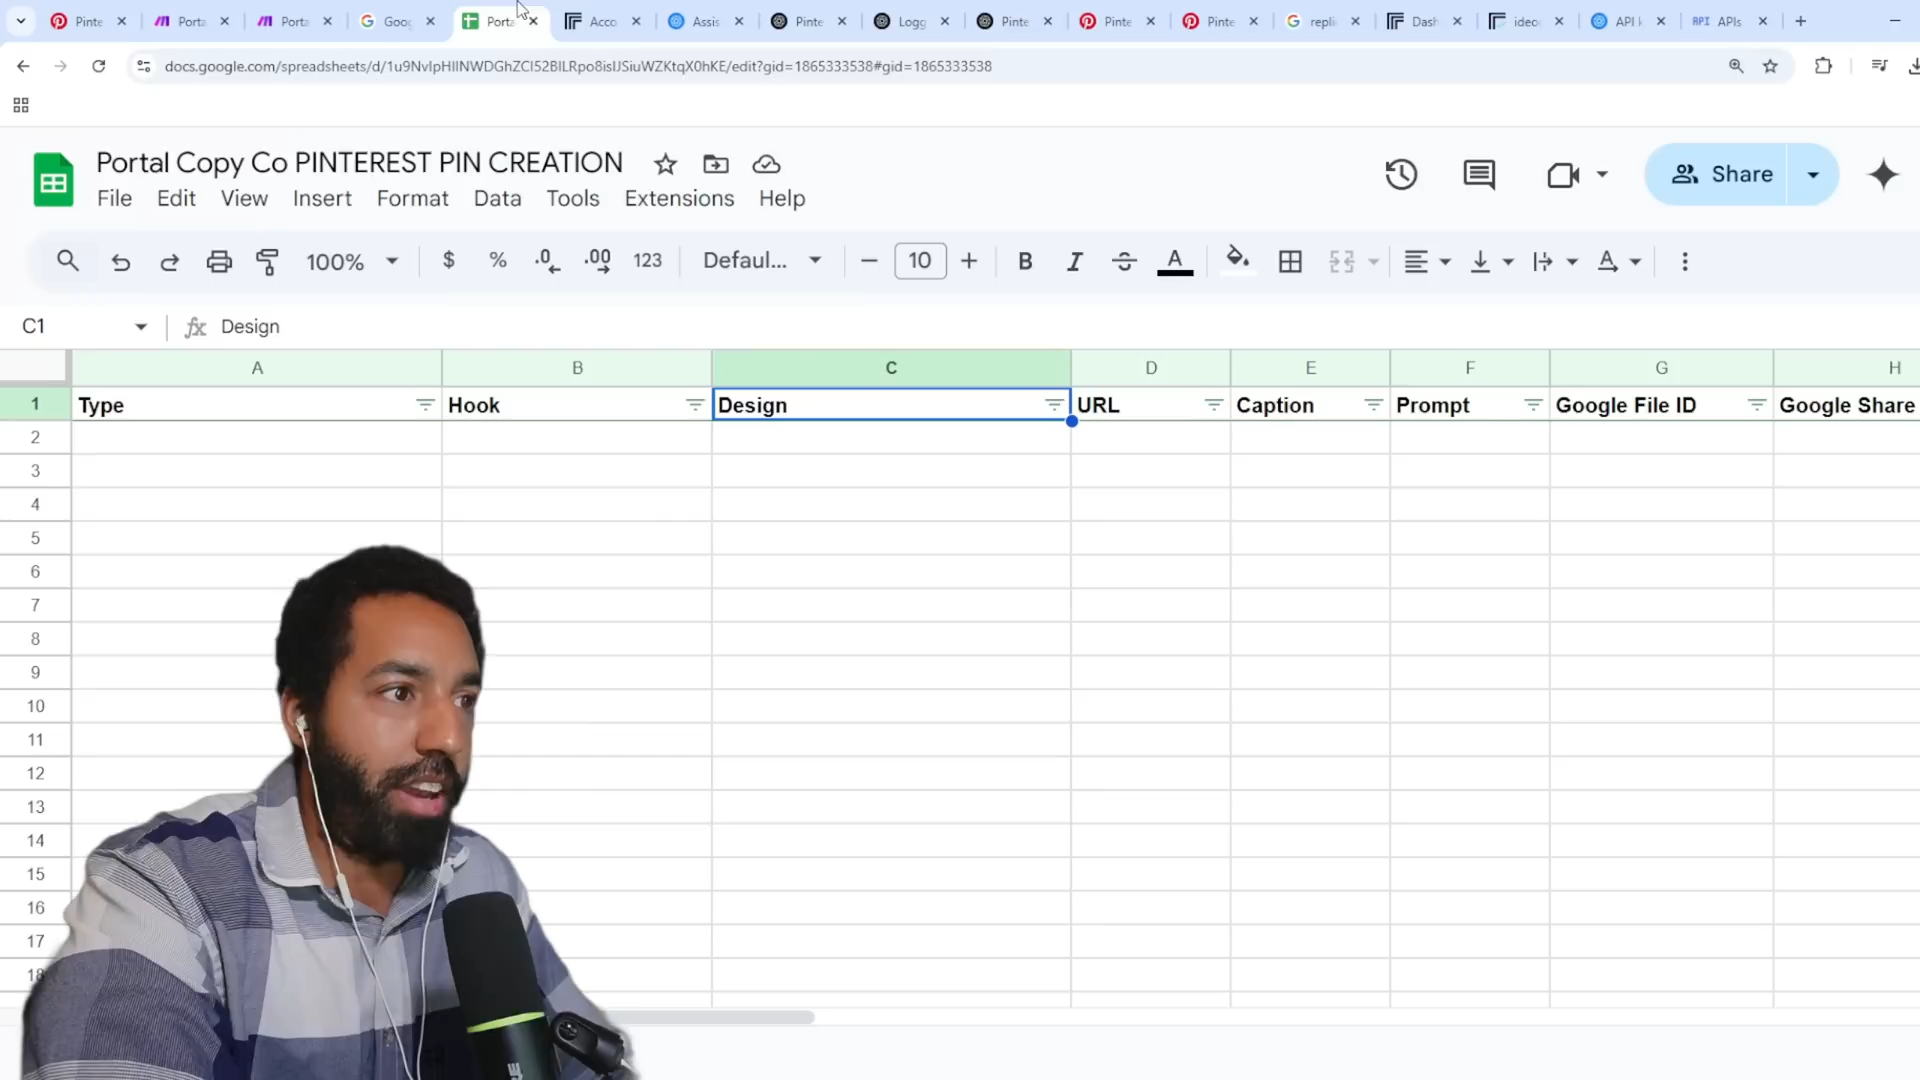 Pinte
Porta
Porta
Goog
Porta
Acco
Assis
Pinte
Logg
Pinte
Pinte
Pinte
repli
Dash
ideo
API k
API APIs
docs.google.com/spreadsheets/d/1u9NvIpHIlNWDGhZCI52BlLRpo8isIJSiuWZKtqX0hKE/edit?gid=1865333538#gid=1865333538
Portal Copy Co PINTEREST PIN CREATION
File Edit View Insert Format Data Tools Extensions Help
Share
100% $ % .0 .00 123 Defaul... 10 B I S A
C1 fx Design
A B C D E F G H
1 Type Hook Design URL Caption Prompt Google File ID Google Share
2
3
4
5
6
7
8
9
10
11
12
13
14
15
16
17
18